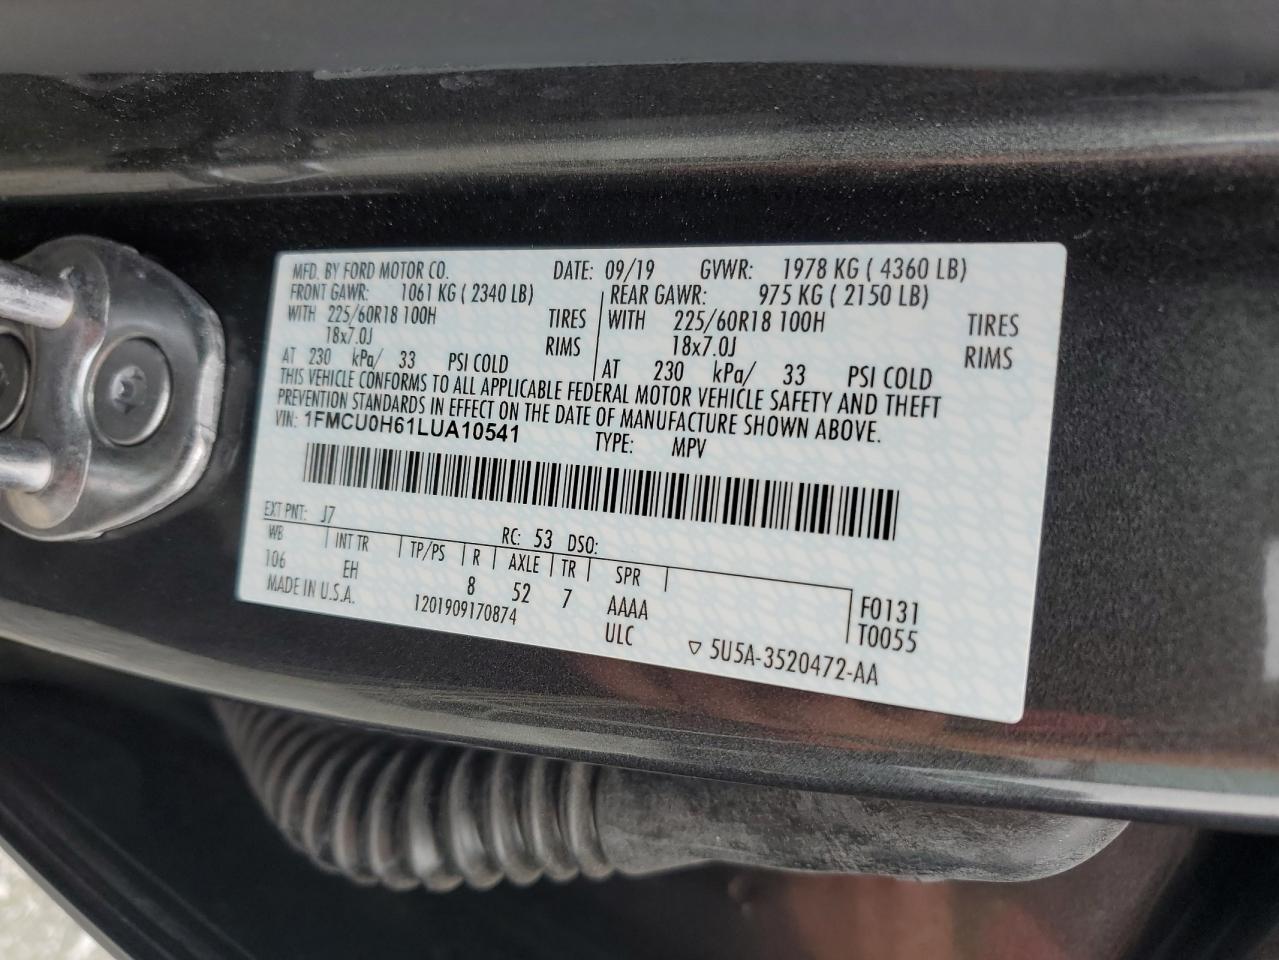 MFD. BY FORD MOTOR CO. DATE: 09/19 GVWR: 1978 KG ( 4360 LB)
FRONT GAWR: 1061 KG ( 2340 LB) REAR GAWR: 975 KG ( 2150 LB)
WITH 225/60R18 100H TIRES WITH 225/60R18 100H TIRES
18x7.0J RIMS 18x7.0J RIMS
AT 230 kPa/ 33 PSI COLD AT 230 kPa/ 33 PSI COLD
THIS VEHICLE CONFORMS TO ALL APPLICABLE FEDERAL MOTOR VEHICLE SAFETY AND THEFT
PREVENTION STANDARDS IN EFFECT ON THE DATE OF MANUFACTURE SHOWN ABOVE.
VIN: 1FMCU0H61LUA10541 TYPE: MPV
EXT PNT: J7 RC: 53 DSO:
WB INT TR TP/PS R AXLE TR SPR
106 EH 8 52 7 AAAA F0131
MADE IN U.S.A. 1201909170874 ULC T0055
▽ 5U5A-3520472-AA